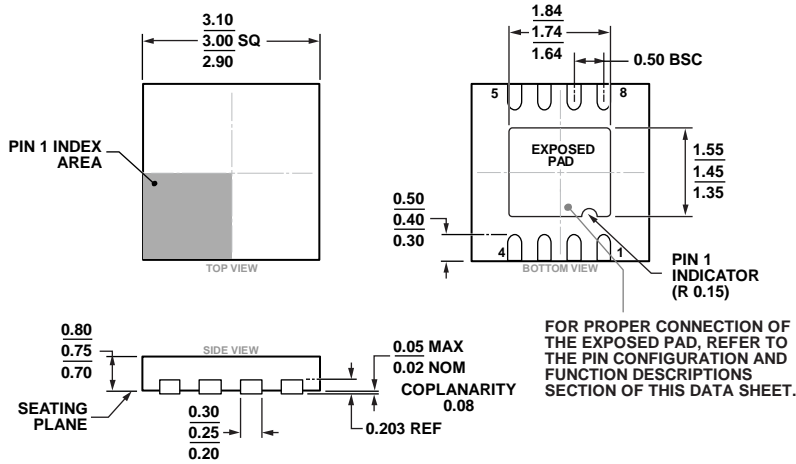 3.10
3.00 SQ
2.90
1.84
1.74
1.64
0.50 BSC
5
8
PIN 1 INDEX
AREA
EXPOSED
PAD
1.55
1.45
1.35
0.50
0.40
0.30
4
1
TOP VIEW
BOTTOM VIEW
PIN 1
INDICATOR
(R 0.15)
FOR PROPER CONNECTION OF
THE EXPOSED PAD, REFER TO
THE PIN CONFIGURATION AND
FUNCTION DESCRIPTIONS
SECTION OF THIS DATA SHEET.
0.80
0.75
0.70
SIDE VIEW
0.05 MAX
0.02 NOM
COPLANARITY
0.08
SEATING
PLANE
0.30
0.25
0.20
0.203 REF